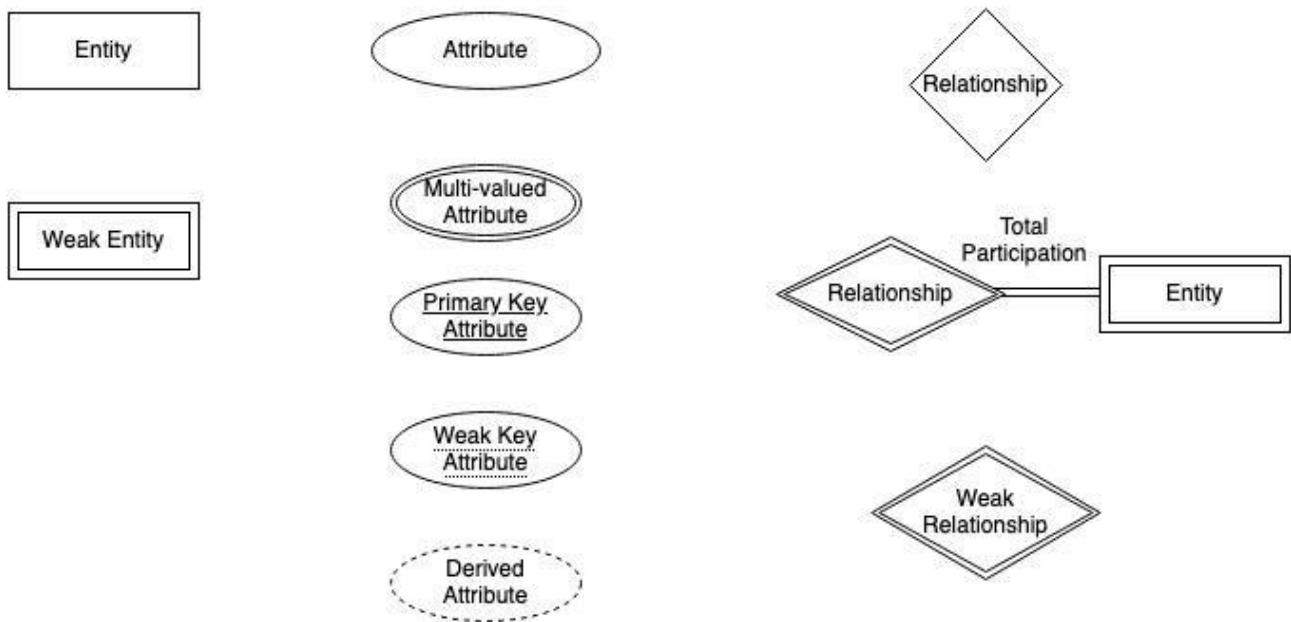 Entity
Attribute
Relationship
Multi-valued
Attribute
Weak Entity
Total
Participation
Primary Key
Attribute
Relationship
Entity
Weak Key
Attribute
Weak
Relationship
Derived
Attribute